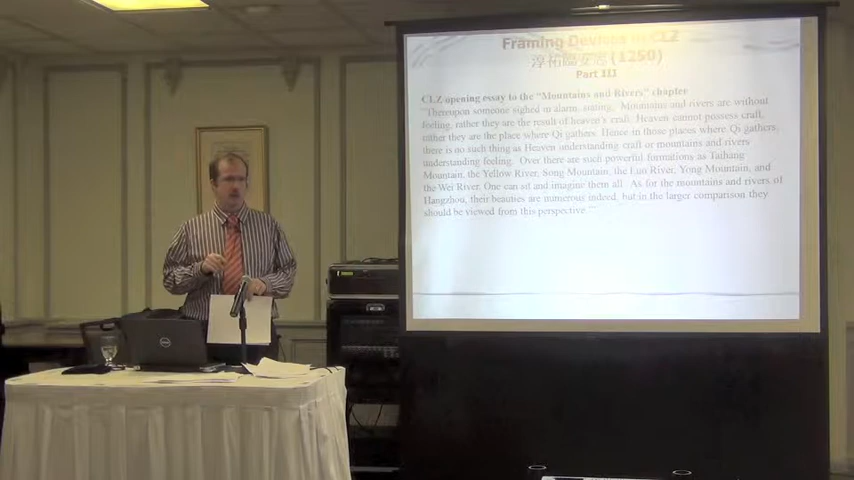 Framing Devices in CLZ
(1250)
Part III
CLZ opening essay to the "Mountains and Rivers" chapter
"Thereupon someone sighed in alarm, stating, 'Mountains and rivers are without
feeling, rather they are the result of heaven's craft. Heaven cannot possess craft,
rather they are the place where Qi gathers. Hence in those places where Qi gathers,
there is no such thing as Heaven understanding craft or mountains and rivers
understanding feeling. Over there are such powerful formations as Taihang
Mountain, the Yellow River, Song Mountain, the Luo River, Yong Mountain, and
the Wei River. One can sit and imagine them all. As for the mountains and rivers of
Hangzhou, their beauties are numerous indeed, but in the larger comparison they
should be viewed from this perspective.'"
DELL